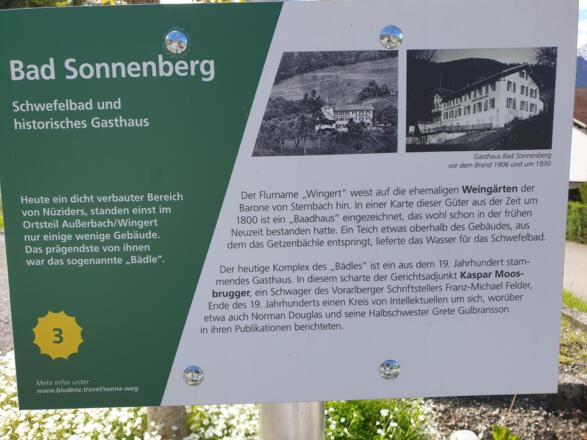 Bad Sonnenberg
Schwefelbad und
historisches Gasthaus
Heute ein dicht verbauter Bereich
von Nüziders, standen einst im
Ortsteil Außerbach/Wingert
nur einige wenige Gebäude.
Das prägendste von ihnen
war das sogenannte „Bädle“.
3
Mehr Infos unter
www.bludenz.travel/sunna-weg
Gasthaus Bad Sonnenberg
vor dem Brand 1906 und um 1930
Der Flurname „Wingert“ weist auf die ehemaligen Weingärten der
Barone von Sternbach hin. In einer Karte dieser Güter aus der Zeit um
1800 ist ein „Baadhaus“ eingezeichnet, das wohl schon in der frühen
Neuzeit bestanden hatte. Ein Teich etwas oberhalb des Gebäudes, aus
dem das Getzenbächle entspringt, lieferte das Wasser für das Schwefelbad.
Der heutige Komplex des „Bädles“ ist ein aus dem 19. Jahrhundert stam-
mendes Gasthaus. In diesem scharte der Gerichtsadjunkt Kaspar Moos-
brugger, ein Schwager des Vorarlberger Schriftstellers Franz-Michael Felder,
Ende des 19. Jahrhunderts einen Kreis von Intellektuellen um sich, worüber
etwa auch Norman Douglas und seine Halbschwester Grete Gulbransson
in ihren Publikationen berichteten.